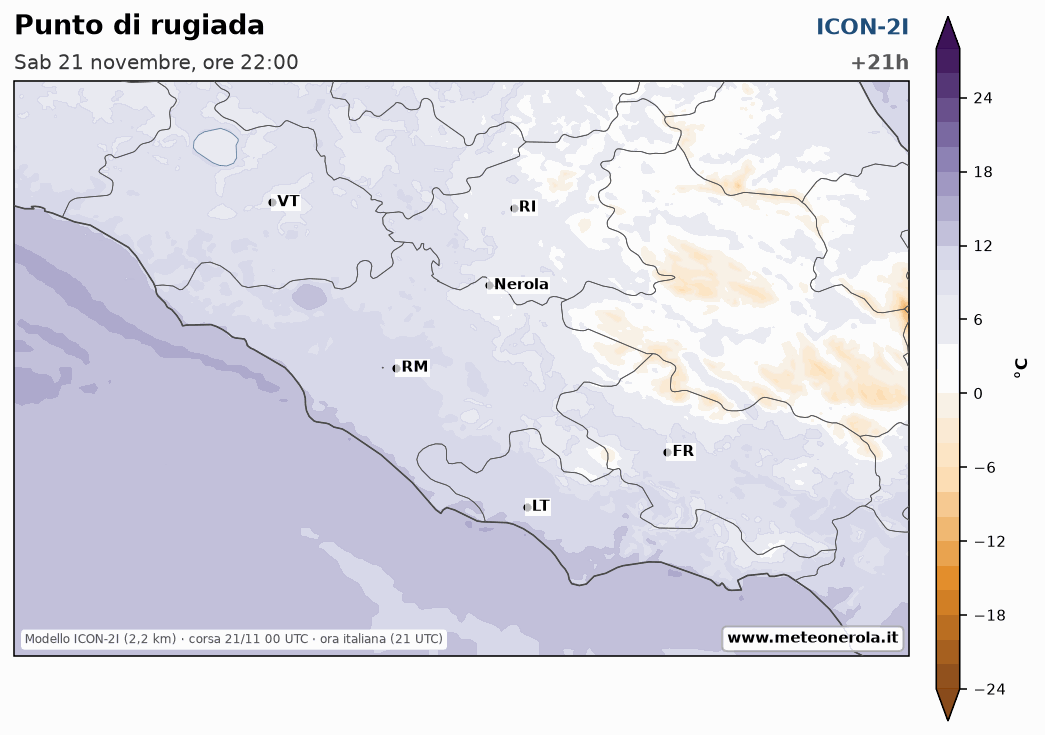 Punto di rugiada
ICON-2I
Sab 21 novembre, ore 22:00
+21h
VT
RI
Nerola
RM
FR
LT
24
18
12
6
0
−6
−12
−18
−24
°C
Modello ICON-2I (2,2 km) · corsa 21/11 00 UTC · ora italiana (21 UTC)
www.meteonerola.it